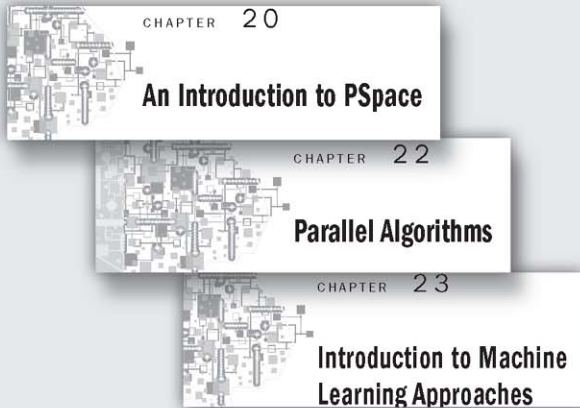 CHAPTER 20
An Introduction to PSpace
CHAPTER 22
Parallel Algorithms
CHAPTER 23
Introduction to Machine
Learning Approaches